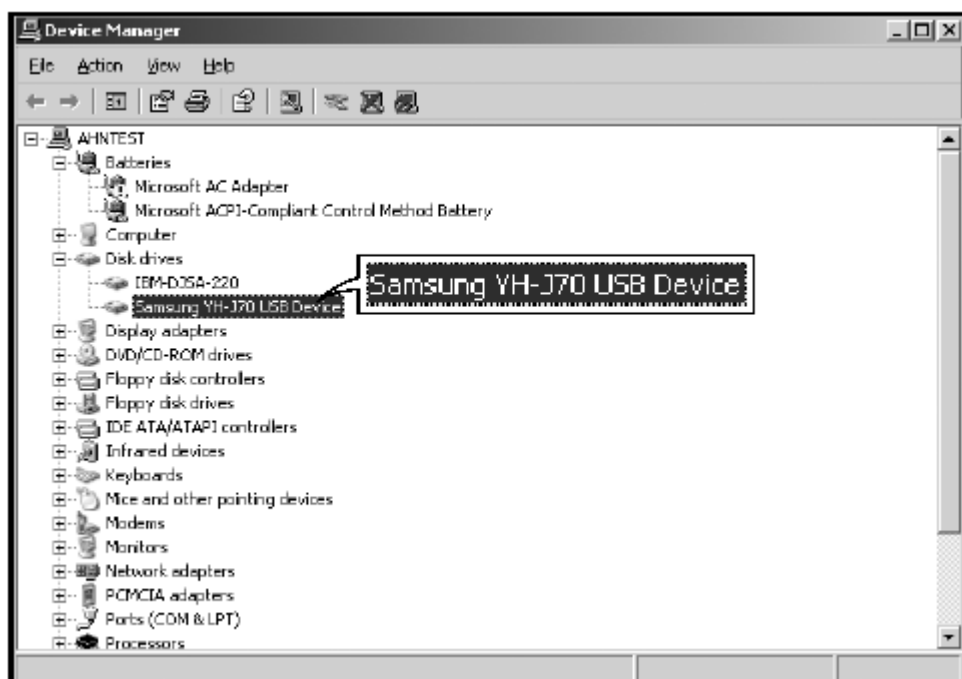 Device Manager
File Action View Help
AHNTEST
Batteries
Microsoft AC Adapter
Microsoft ACPI-Compliant Control Method Battery
Computer
Disk drives
IBM-DJSA-220
Samsung YH-J70 USB Device
Samsung YH-J70 USB Device
Display adapters
DVD/CD-ROM drives
Floppy disk controllers
Floppy disk drives
IDE ATA/ATAPI controllers
Infrared devices
Keyboards
Mice and other pointing devices
Modems
Monitors
Network adapters
PCMCIA adapters
Ports (COM & LPT)
Processors